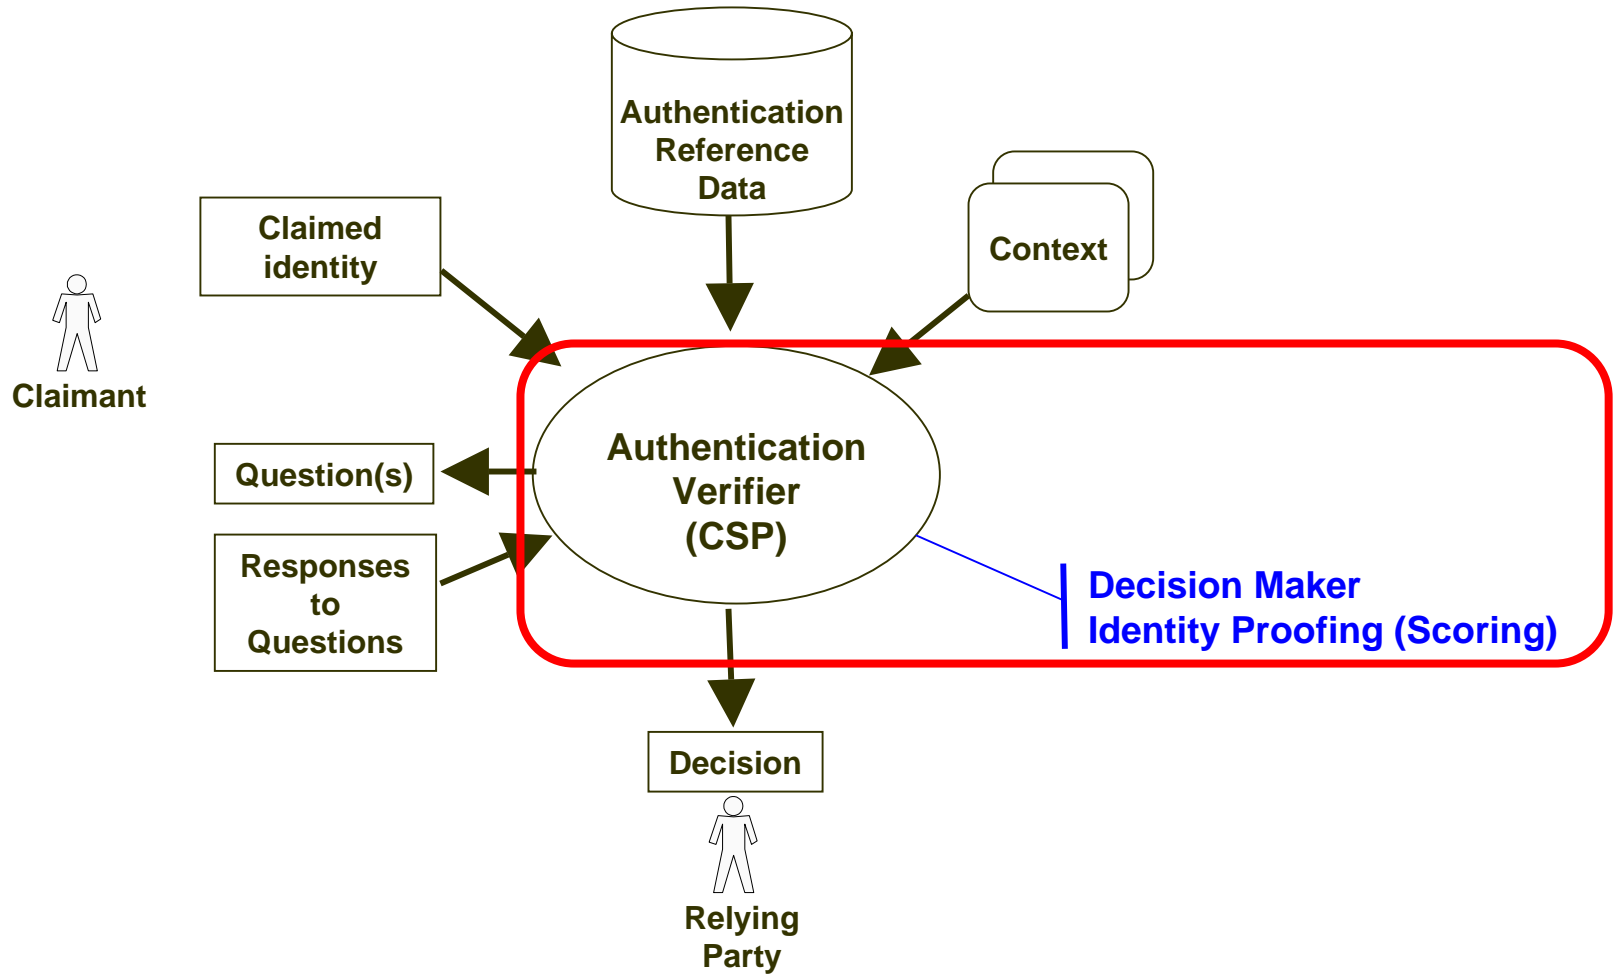 Authentication
Reference
Data
Claimed
identity
Context
Claimant
Authentication
Verifier
(CSP)
Question(s)
Responses
to
Questions
Decision Maker
Identity Proofing (Scoring)
Decision
Relying
Party